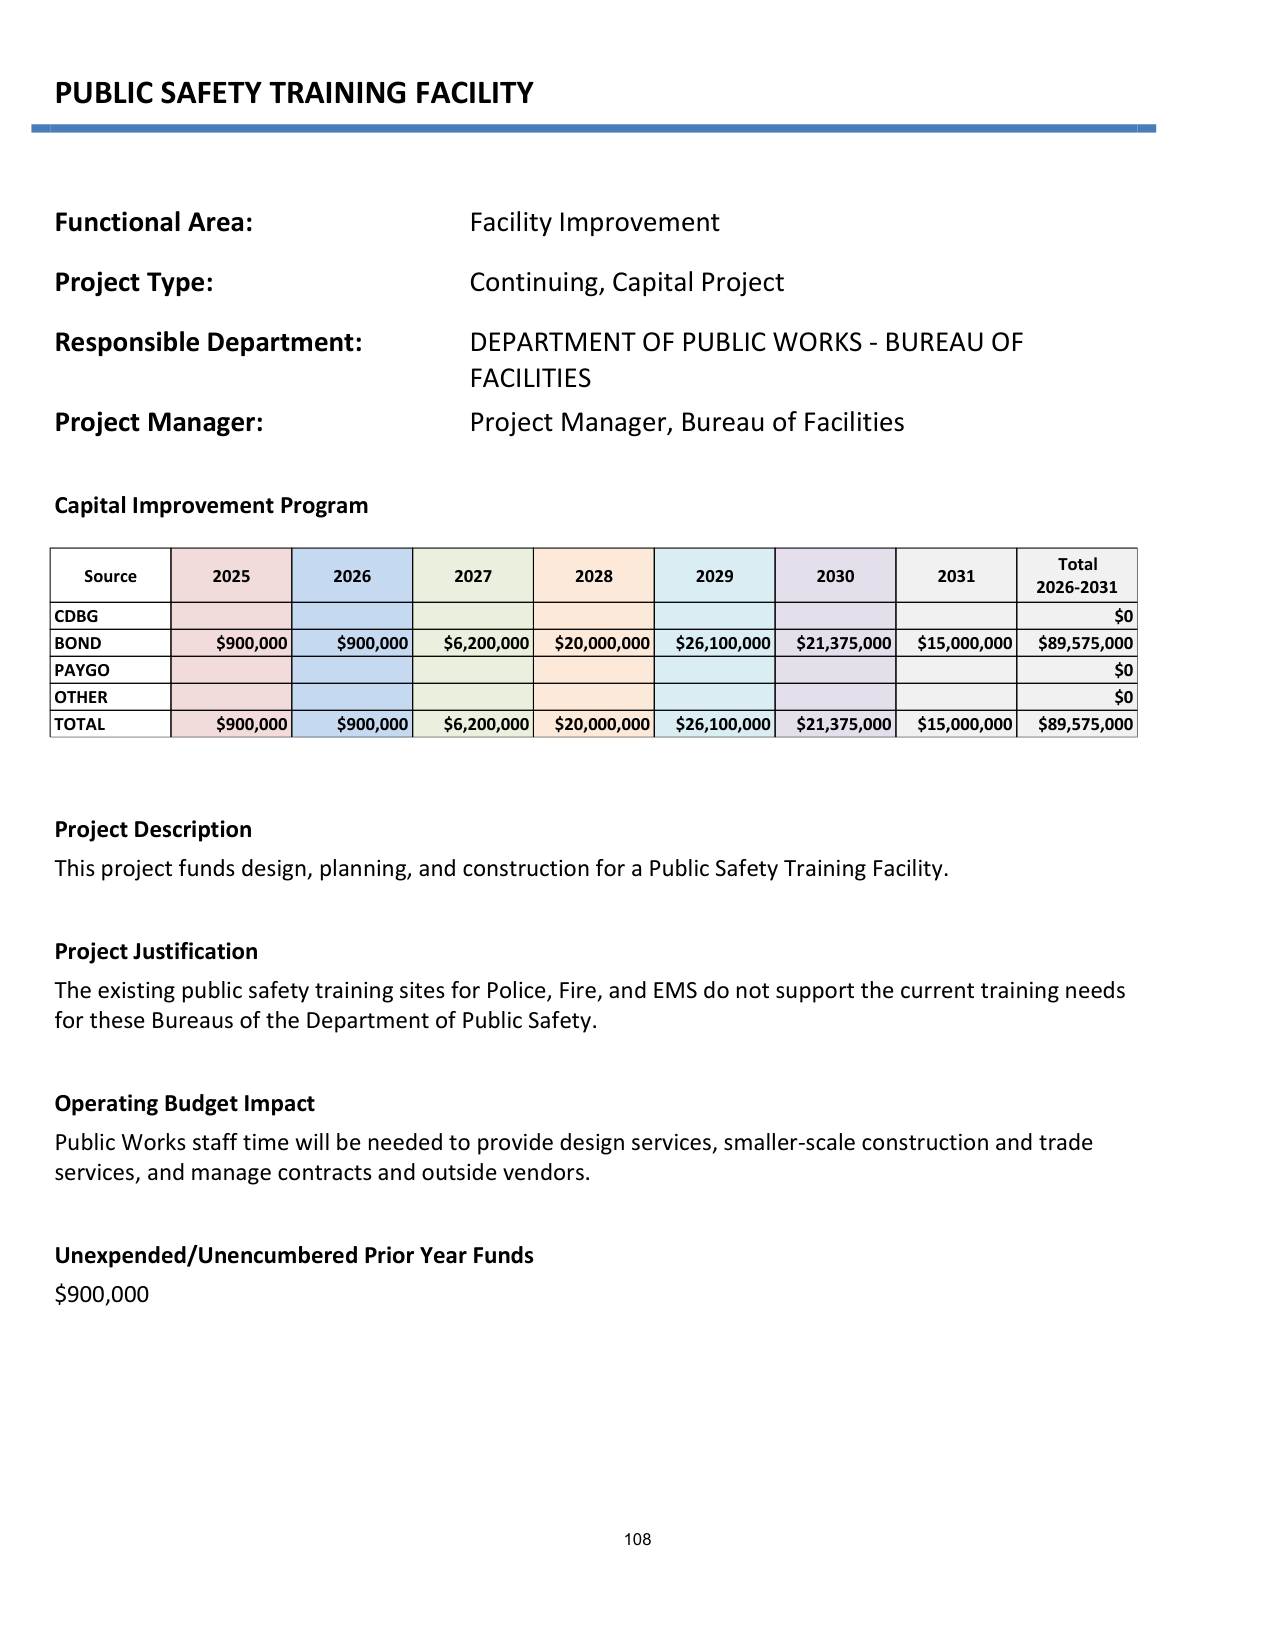 PUBLIC SAFETY TRAINING FACILITY
Functional Area: Facility Improvement
Project Type: Continuing, Capital Project
Responsible Department: DEPARTMENT OF PUBLIC WORKS - BUREAU OF
FACILITIES
Project Manager: Project Manager, Bureau of Facilities
Capital Improvement Program
Source 2025 2026 2027 2028 2029 2030 2031 Total
2026-2031
CDBG $0
BOND $900,000 $900,000 $6,200,000 $20,000,000 $26,100,000 $21,375,000 $15,000,000 $89,575,000
PAYGO $0
OTHER $0
TOTAL $900,000 $900,000 $6,200,000 $20,000,000 $26,100,000 $21,375,000 $15,000,000 $89,575,000
Project Description
This project funds design, planning, and construction for a Public Safety Training Facility.
Project Justification
The existing public safety training sites for Police, Fire, and EMS do not support the current training needs
for these Bureaus of the Department of Public Safety.
Operating Budget Impact
Public Works staff time will be needed to provide design services, smaller-scale construction and trade
services, and manage contracts and outside vendors.
Unexpended/Unencumbered Prior Year Funds
$900,000
108